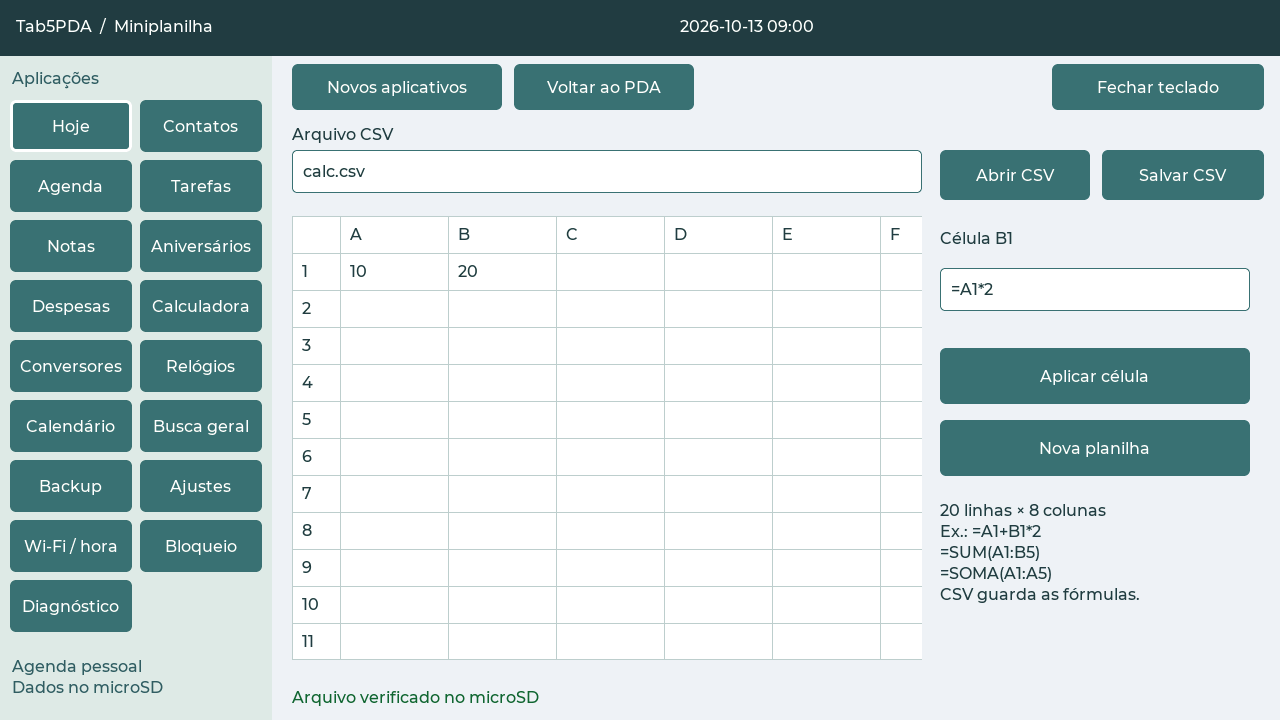 Tab5PDA / Miniplanilha
2026-10-13 09:00
Aplicações
Hoje
Contatos
Agenda
Tarefas
Notas
Aniversários
Despesas
Calculadora
Conversores
Relógios
Calendário
Busca geral
Backup
Ajustes
Wi-Fi / hora
Bloqueio
Diagnóstico
Agenda pessoal
Dados no microSD
Novos aplicativos
Voltar ao PDA
Fechar teclado
Arquivo CSV
calc.csv
Abrir CSV
Salvar CSV
A B C D E F
1 10 20
2
3
4
5
6
7
8
9
10
11
Célula B1
=A1*2
Aplicar célula
Nova planilha
20 linhas × 8 colunas
Ex.: =A1+B1*2
=SUM(A1:B5)
=SOMA(A1:A5)
CSV guarda as fórmulas.
Arquivo verificado no microSD